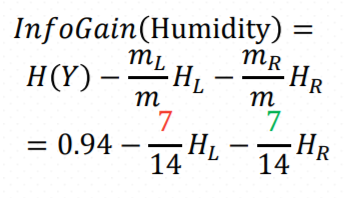 InfoGain(Humidity) =
H(Y) − m_L/m H_L − m_R/m H_R
= 0.94 − 7/14 H_L − 7/14 H_R